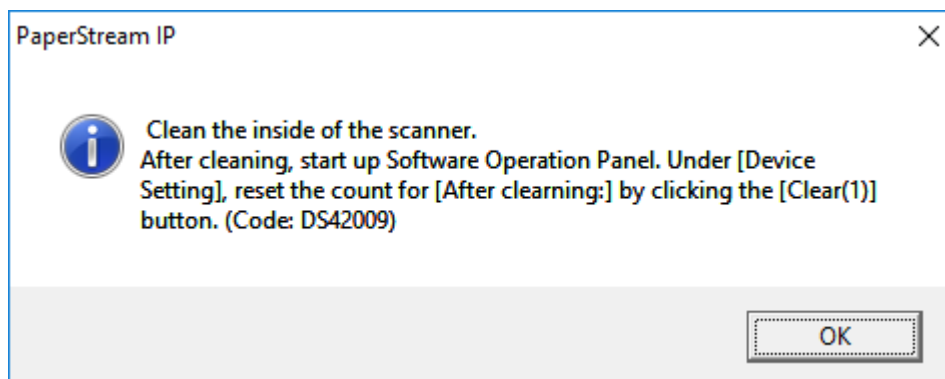 PaperStream IP
Clean the inside of the scanner.
After cleaning, start up Software Operation Panel. Under [Device
Setting], reset the count for [After clearning:] by clicking the [Clear(1)]
button. (Code: DS42009)
OK